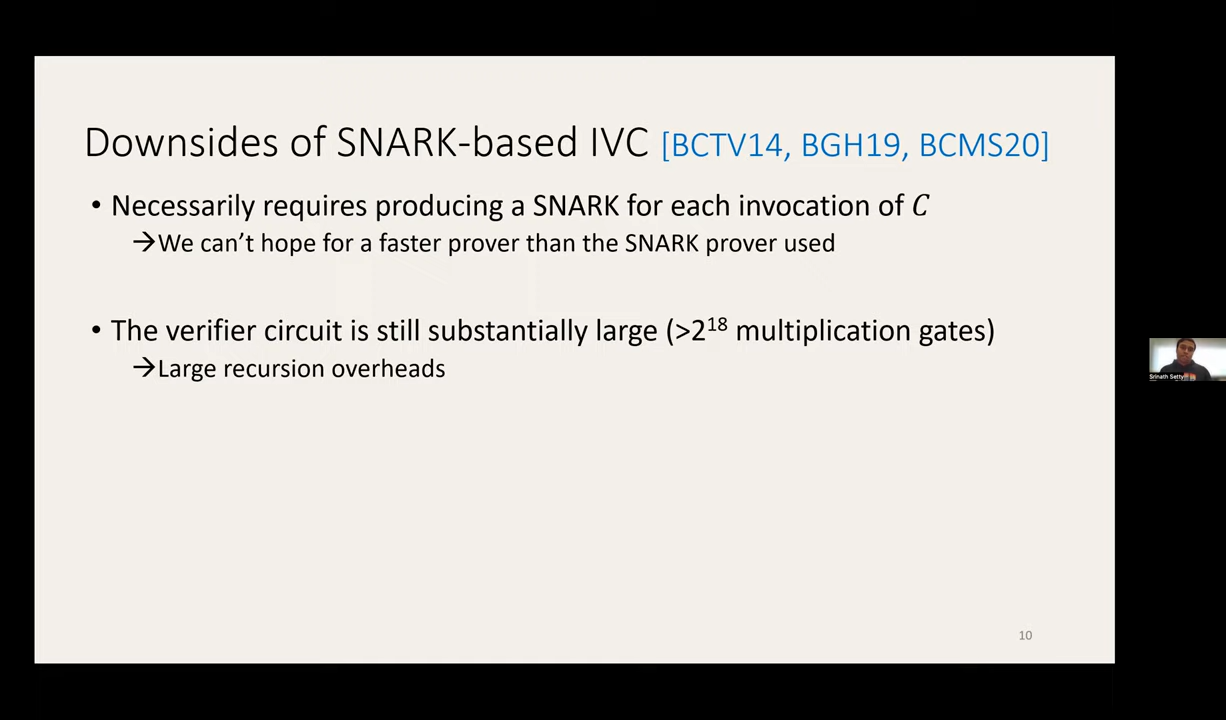 Downsides of SNARK-based IVC [BCTV14, BGH19, BCMS20]
• Necessarily requires producing a SNARK for each invocation of C
→We can’t hope for a faster prover than the SNARK prover used
• The verifier circuit is still substantially large (>2¹⁸ multiplication gates)
→Large recursion overheads
Srinath Setty
10